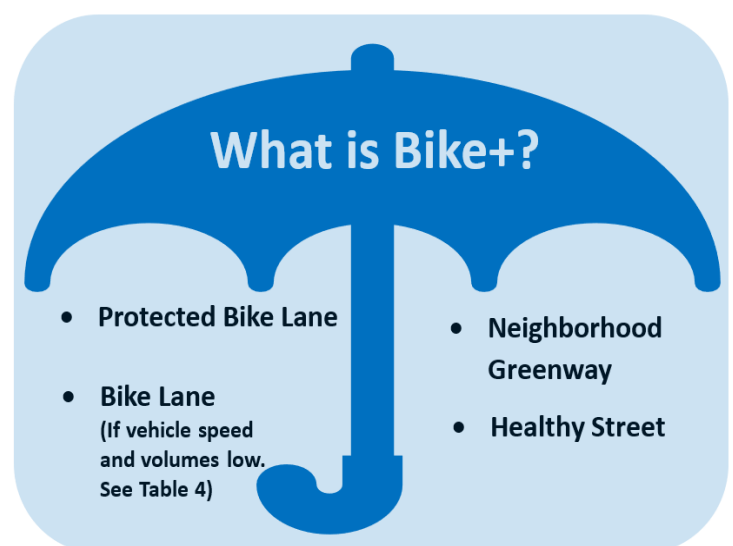 What is Bike+?
• Protected Bike Lane
• Bike Lane
(If vehicle speed
and volumes low.
See Table 4)
• Neighborhood
Greenway
• Healthy Street